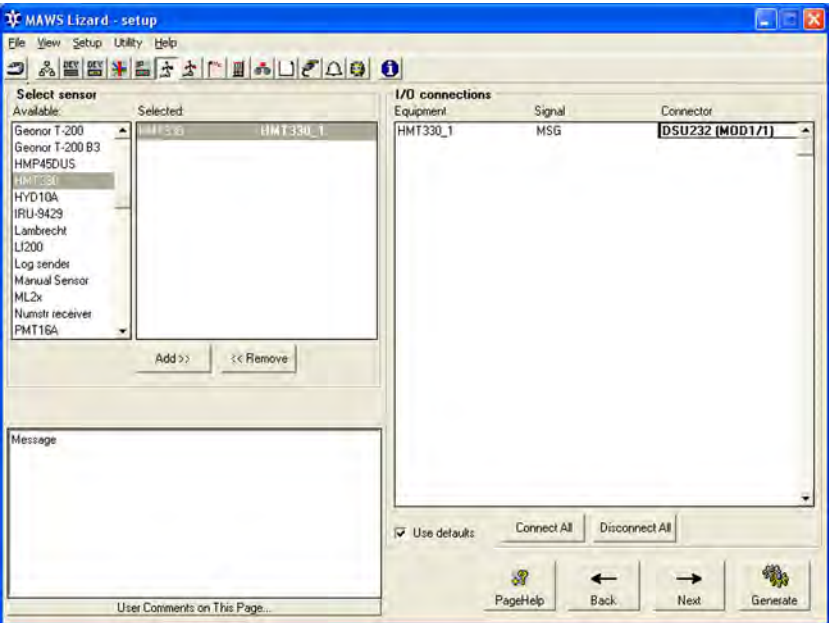 MAWS Lizard - setup
File View Setup Utility Help
DEV DEV
Select sensor
Available:
Selected:
Geonor T-200
Geonor T-200 B3
HMP45DUS
HMT330
HYD10A
IRU-9429
Lambrecht
LI200
Log sender
Manual Sensor
ML2x
Numstr receiver
PMT16A
HMT330 HMT330_1
Add >> << Remove
Message
User Comments on This Page...
I/O connections
Equipment Signal Connector
HMT330_1 MSG DSU232 (MOD1/1)
Use defaults Connect All Disconnect All
PageHelp Back Next Generate